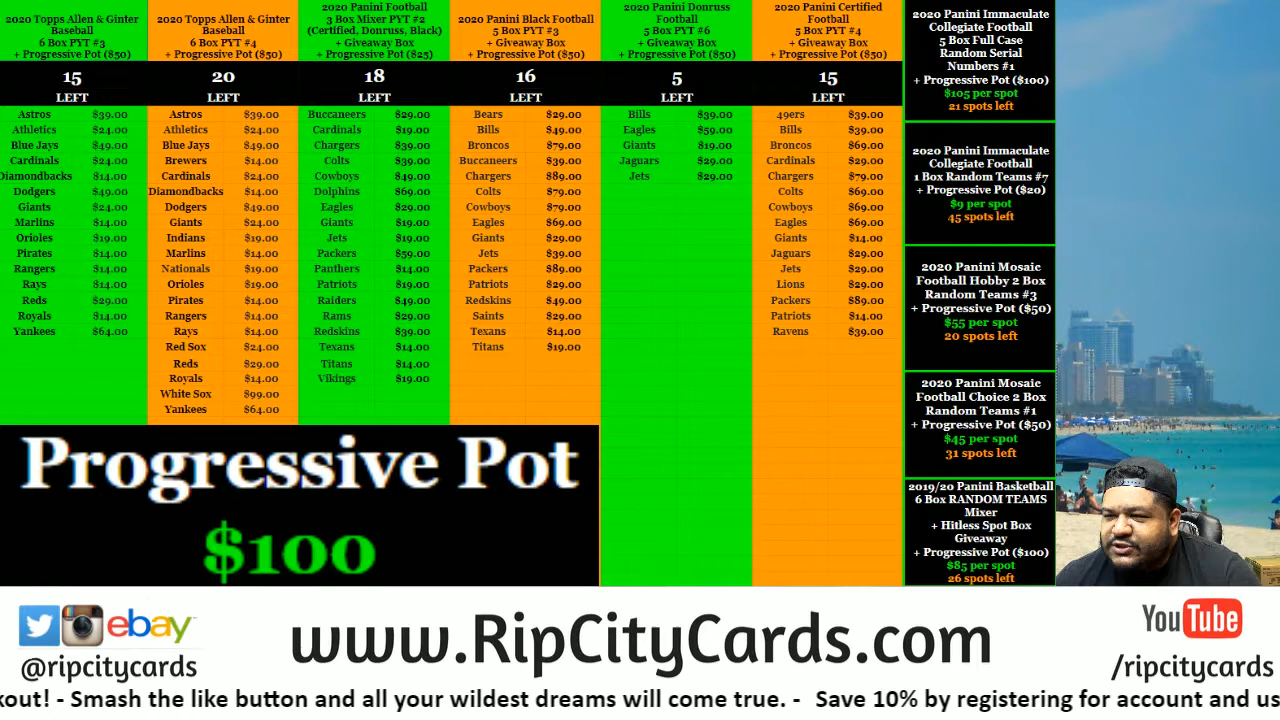 2020 Topps Allen & Ginter
Baseball
6 Box PYT #3
+ Progressive Pot ($50)
15
LEFT
Astros $39.00
Athletics $24.00
Blue Jays $49.00
Cardinals $24.00
Diamondbacks $14.00
Dodgers $49.00
Giants $24.00
Marlins $14.00
Orioles $19.00
Pirates $14.00
Rangers $14.00
Rays $14.00
Reds $29.00
Royals $14.00
Yankees $64.00
2020 Topps Allen & Ginter
Baseball
6 Box PYT #4
+ Progressive Pot ($50)
20
LEFT
Astros $39.00
Athletics $24.00
Blue Jays $49.00
Brewers $14.00
Cardinals $24.00
Diamondbacks $14.00
Dodgers $49.00
Giants $24.00
Indians $19.00
Marlins $14.00
Nationals $19.00
Orioles $19.00
Pirates $14.00
Rangers $14.00
Rays $14.00
Red Sox $24.00
Reds $29.00
Royals $14.00
White Sox $99.00
Yankees $64.00
2020 Panini Football
3 Box Mixer PYT #2
(Certified, Donruss, Black)
+ Giveaway Box
+ Progressive Pot ($25)
18
LEFT
Buccaneers $29.00
Cardinals $19.00
Chargers $39.00
Colts $39.00
Cowboys $49.00
Dolphins $69.00
Eagles $29.00
Giants $19.00
Jets $19.00
Packers $59.00
Panthers $14.00
Patriots $19.00
Raiders $49.00
Rams $29.00
Redskins $39.00
Texans $14.00
Titans $14.00
Vikings $19.00
2020 Panini Black Football
5 Box PYT #3
+ Giveaway Box
+ Progressive Pot ($50)
16
LEFT
Bears $29.00
Bills $49.00
Broncos $79.00
Buccaneers $39.00
Chargers $89.00
Colts $79.00
Cowboys $79.00
Eagles $69.00
Giants $29.00
Jets $39.00
Packers $89.00
Patriots $29.00
Redskins $49.00
Saints $29.00
Texans $14.00
Titans $19.00
2020 Panini Donruss
Football
5 Box PYT #6
+ Giveaway Box
+ Progressive Pot ($50)
5
LEFT
Bills $39.00
Eagles $59.00
Giants $19.00
Jaguars $29.00
Jets $29.00
2020 Panini Certified
Football
5 Box PYT #4
+ Giveaway Box
+ Progressive Pot ($50)
15
LEFT
49ers $39.00
Bills $39.00
Broncos $69.00
Cardinals $29.00
Chargers $79.00
Colts $69.00
Cowboys $69.00
Eagles $69.00
Giants $14.00
Jaguars $29.00
Jets $29.00
Lions $29.00
Packers $89.00
Patriots $14.00
Ravens $39.00
2020 Panini Immaculate
Collegiate Football
5 Box Full Case
Random Serial
Numbers #1
+ Progressive Pot ($100)
$105 per spot
21 spots left
2020 Panini Immaculate
Collegiate Football
1 Box Random Teams #7
+ Progressive Pot ($20)
$9 per spot
45 spots left
2020 Panini Mosaic
Football Hobby 2 Box
Random Teams #3
+ Progressive Pot ($50)
$55 per spot
20 spots left
2020 Panini Mosaic
Football Choice 2 Box
Random Teams #1
+ Progressive Pot ($50)
$45 per spot
31 spots left
2019/20 Panini Basketball
6 Box RANDOM TEAMS
Mixer
+ Hitless Spot Box
Giveaway
+ Progressive Pot ($100)
$85 per spot
26 spots left
Progressive Pot
$100
ebay
@ripcitycards
www.RipCityCards.com
YouTube
/ripcitycards
kout! - Smash the like button and all your wildest dreams will come true. - Save 10% by registering for account and us